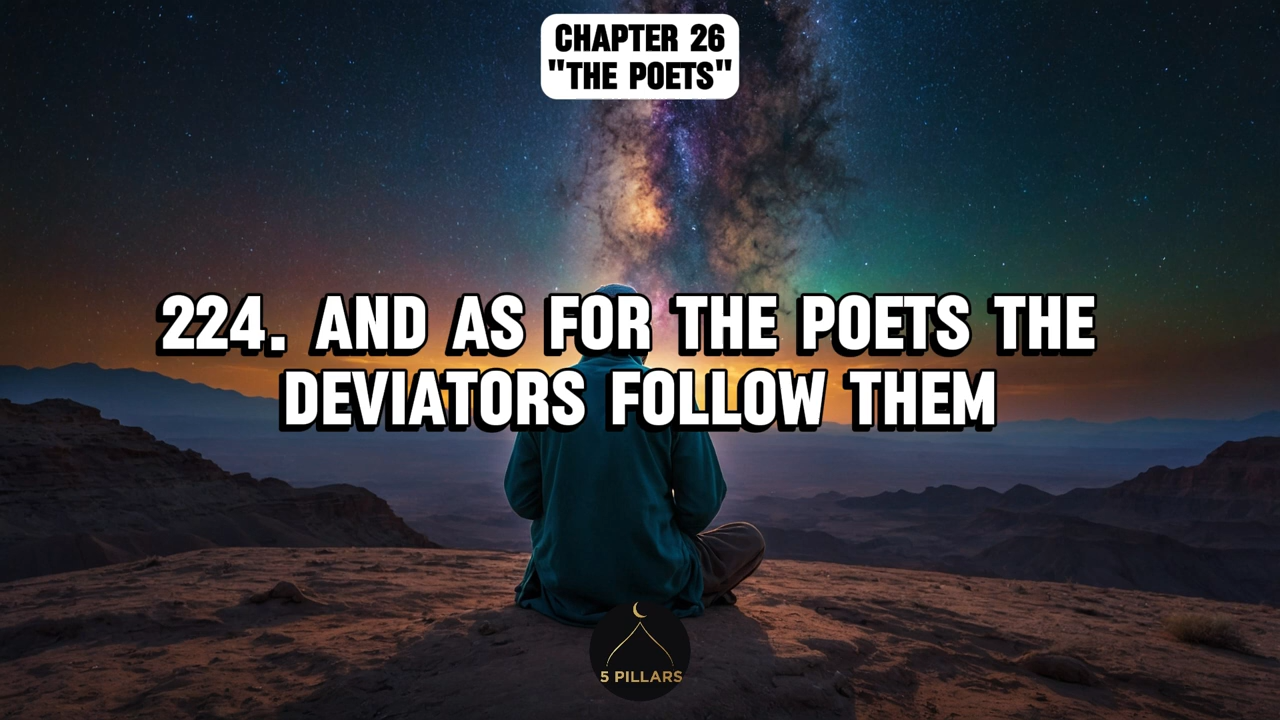 CHAPTER 26
"THE POETS"
224. AND AS FOR THE POETS THE
DEVIATORS FOLLOW THEM
5 PILLARS